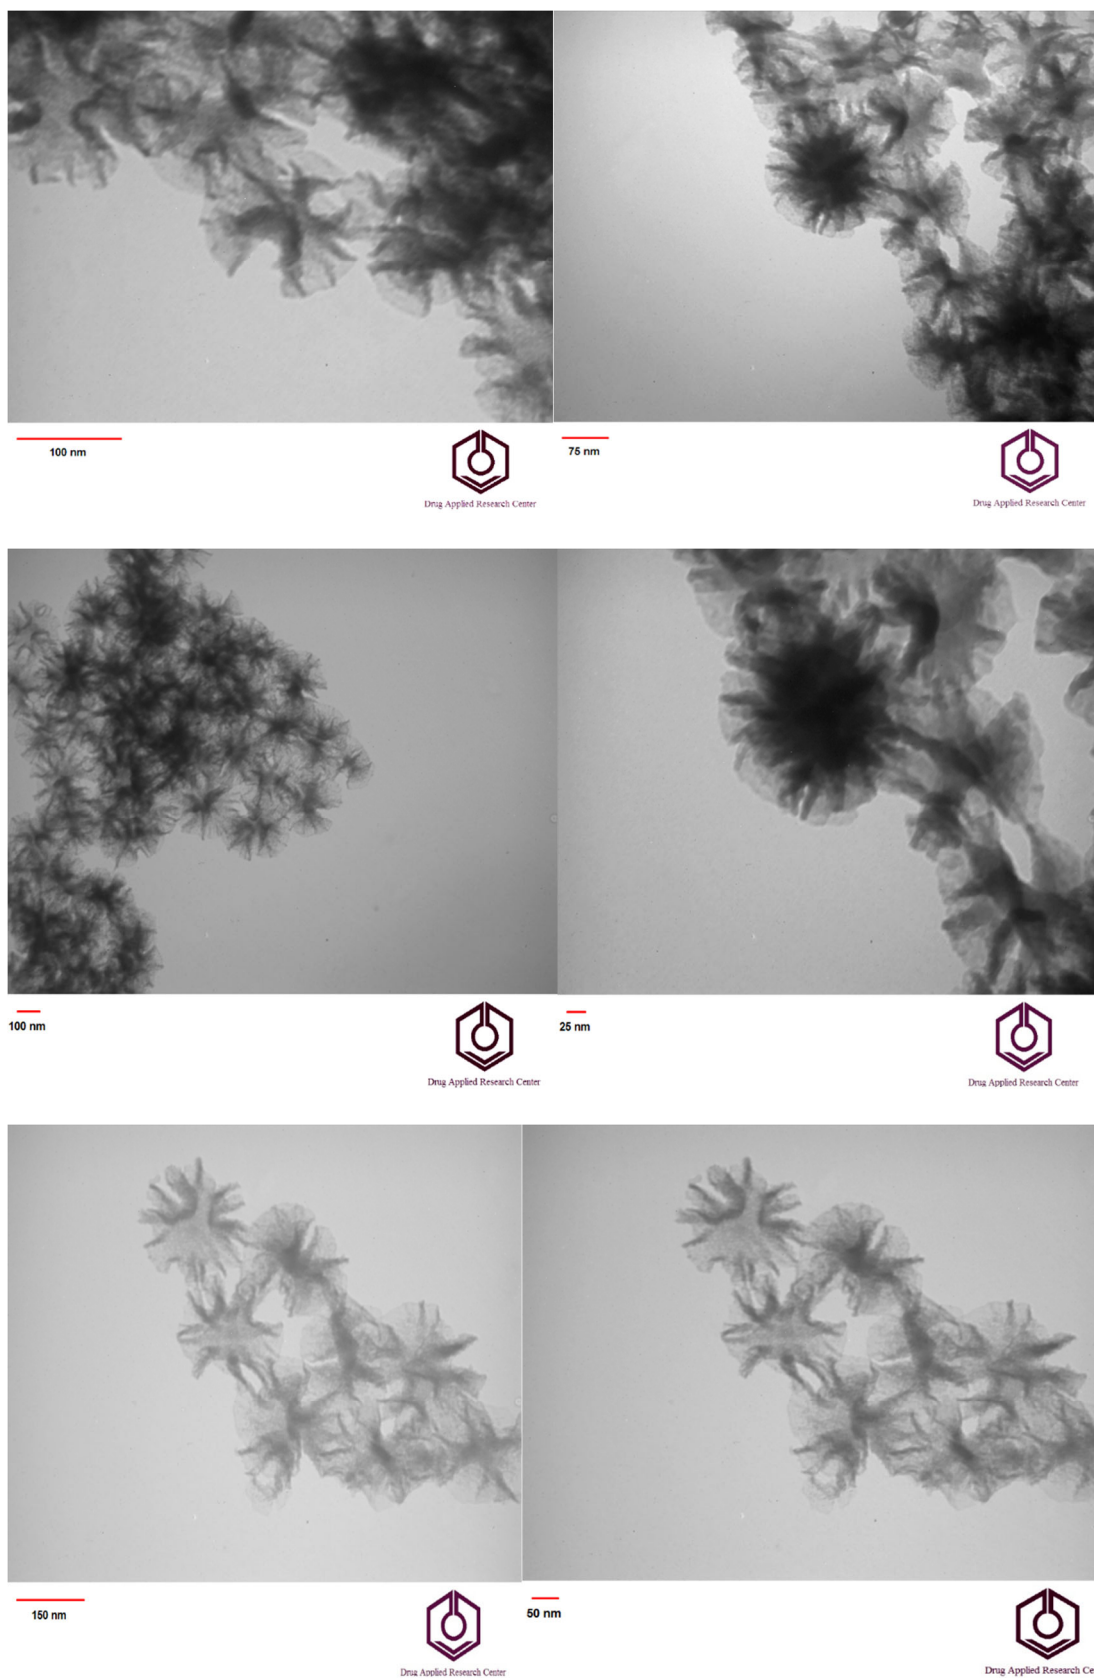 100 nm
Drug Applied Research Center
75 nm
Drug Applied Research Center
100 nm
Drug Applied Research Center
25 nm
Drug Applied Research Center
150 nm
Drug Applied Research Center
50 nm
Drug Applied Research Ce